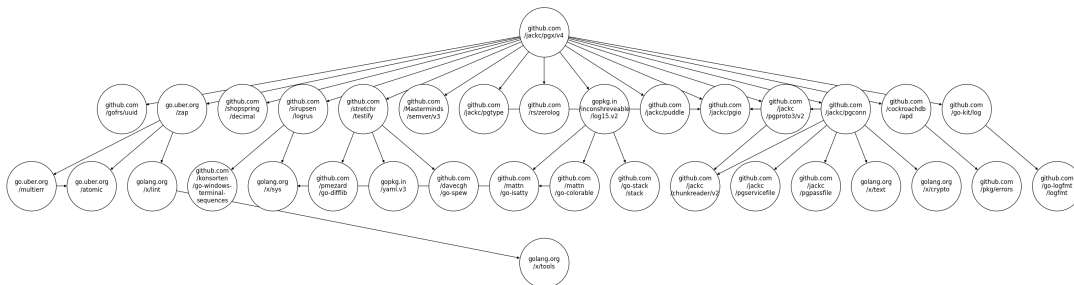 github.com
/jackc/pgx/v4
github.com
/gofrs/uuid
go.uber.org
/zap
github.com
/shopspring
/decimal
github.com
/sirupsen
/logrus
github.com
/stretchr
/testify
github.com
/Masterminds
/semver/v3
github.com
/jackc/pgtype
github.com
/rs/zerolog
gopkg.in
/inconshreveable
/log15.v2
github.com
/jackc/puddle
github.com
/jackc/pgio
github.com
/jackc
/pgproto3/v2
github.com
/jackc/pgconn
github.com
/cockroachdb
/apd
github.com
/go-kit/log
go.uber.org
/multierr
go.uber.org
/atomic
golang.org
/x/lint
github.com
/konsorten
/go-windows-
terminal-
sequences
golang.org
/x/sys
github.com
/pmezard
/go-difflib
gopkg.in
/yaml.v3
github.com
/davecgh
/go-spew
github.com
/mattn
/go-isatty
github.com
/mattn
/go-colorable
github.com
/go-stack
/stack
github.com
/jackc
/chunkreader/v2
github.com
/jackc
/pgservicefile
github.com
/jackc
/pgpassfile
golang.org
/x/text
golang.org
/x/crypto
github.com
/pkg/errors
github.com
/go-logfmt
/logfmt
golang.org
/x/tools